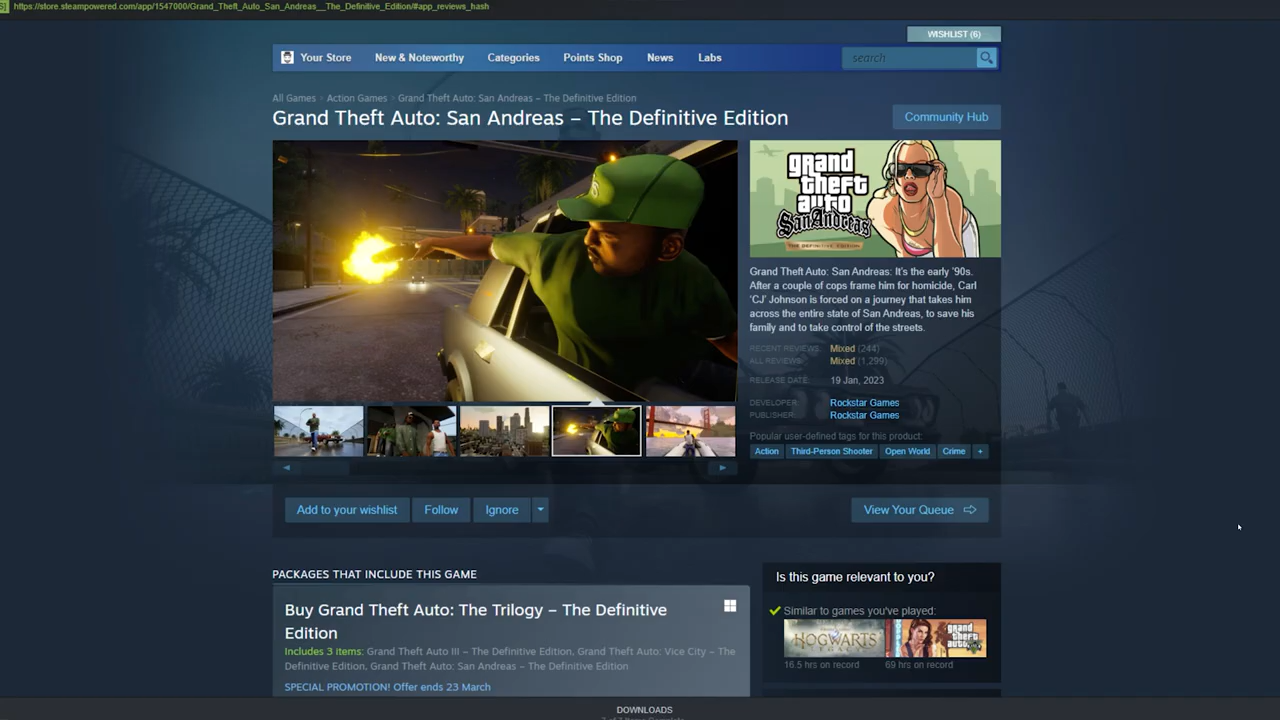 https://store.steampowered.com/app/1547000/Grand_Theft_Auto_San_Andreas__The_Definitive_Edition/#app_reviews_hash
WISHLIST (6)
Your Store
New & Noteworthy
Categories
Points Shop
News
Labs
search
All Games > Action Games > Grand Theft Auto: San Andreas – The Definitive Edition
Grand Theft Auto: San Andreas – The Definitive Edition
Community Hub
grand
theft
auto
San Andreas
THE DEFINITIVE EDITION
Grand Theft Auto: San Andreas: It's the early '90s.
After a couple of cops frame him for homicide, Carl
'CJ' Johnson is forced on a journey that takes him
across the entire state of San Andreas, to save his
family and to take control of the streets.
RECENT REVIEWS: Mixed (244)
ALL REVIEWS: Mixed (1,299)
RELEASE DATE: 19 Jan, 2023
DEVELOPER: Rockstar Games
PUBLISHER: Rockstar Games
Popular user-defined tags for this product:
Action
Third-Person Shooter
Open World
Crime
+
Add to your wishlist
Follow
Ignore
View Your Queue
PACKAGES THAT INCLUDE THIS GAME
Buy Grand Theft Auto: The Trilogy – The Definitive
Edition
Includes 3 Items: Grand Theft Auto III – The Definitive Edition, Grand Theft Auto: Vice City – The
Definitive Edition, Grand Theft Auto: San Andreas – The Definitive Edition
SPECIAL PROMOTION! Offer ends 23 March
Is this game relevant to you?
Similar to games you've played:
HOGWARTS
grand
theft
auto
16.5 hrs on record
69 hrs on record
DOWNLOADS